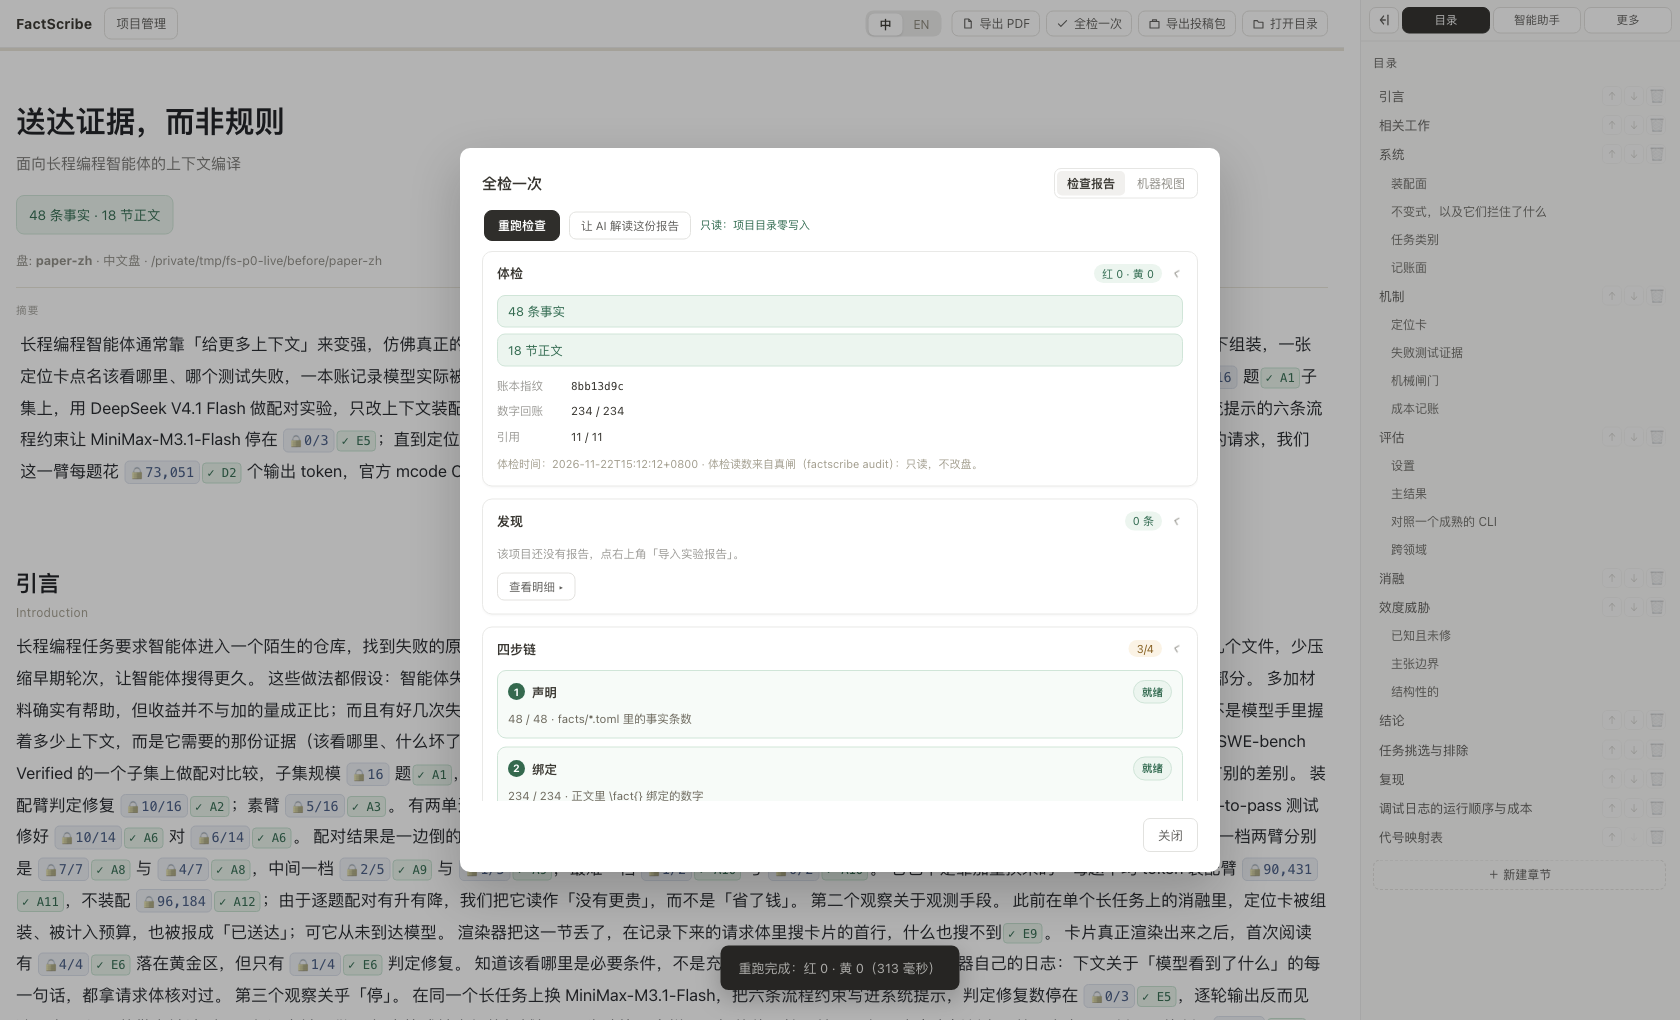 FactScribe 项目管理 中 EN 导出 PDF 全检一次 导出投稿包 打开目录
目录 智能助手 更多
送达证据，而非规则
面向长程编程智能体的上下文编译
48 条事实 · 18 节正文
盘: paper-zh · 中文盘 · /private/tmp/fs-p0-live/before/paper-zh
摘要
长程编程智能体通常靠「给更多上下文」来变强，仿佛真正的
下组装，一张
定位卡点名该看哪里、哪个测试失败，一本账记录模型实际被
16 题 ✓ A1 子
集上，用 DeepSeek V4.1 Flash 做配对实验，只改上下文装配
提示的六条流
程约束让 MiniMax-M3.1-Flash 停在 0/3 ✓ E5 ；直到定位
的请求，我们
这一臂每题花 73,051 ✓ D2 个输出 token，官方 mcode C
引言
Introduction
长程编程任务要求智能体进入一个陌生的仓库，找到失败的原
几个文件，少压
缩早期轮次，让智能体搜得更久。 这些做法都假设：智能体失
部分。 多加材
料确实有帮助，但收益并不与加的量成正比；而且有好几次失
不是模型手里握
着多少上下文，而是它需要的那份证据（该看哪里、什么坏了
SWE-bench
Verified 的一个子集上做配对比较，子集规模 16 题 ✓ A1 ，
有别的差别。 装
配臂判定修复 10/16 ✓ A2 ；素臂 5/16 ✓ A3 。 有两单
-to-pass 测试
修好 10/14 ✓ A6 对 6/14 ✓ A6 。 配对结果是一边倒的
一档两臂分别
是 7/7 ✓ A8 与 4/7 ✓ A8 ，中间一档 2/5 ✓ A9 与
90,431
✓ A11 ，不装配 96,184 ✓ A12 ；由于逐题配对有升有降，我们把它读作「没有更贵」，而不是「省了钱」。 第二个观察关于观测手段。 此前在单个长任务上的消融里，定位卡被组
装、被计入预算，也被报成「已送达」；可它从未到达模型。 渲染器把这一节丢了，在记录下来的请求体里搜卡片的首行，什么也搜不到 ✓ E9 。 卡片真正渲染出来之后，首次阅读
有 4/4 ✓ E6 落在黄金区，但只有 1/4 ✓ E6 判定修复。 知道该看哪里是必要条件，不是充
器自己的日志：下文关于「模型看到了什么」的每
一句话，都拿请求体核对过。 第三个观察关乎「停」。 在同一个长任务上换 MiniMax-M3.1-Flash，把六条流程约束写进系统提示，判定修复数停在 0/3 ✓ E5 ，逐轮输出反而见
全检一次 检查报告 机器视图
重跑检查 让 AI 解读这份报告 只读：项目目录零写入
体检 红 0 · 黄 0
48 条事实
18 节正文
账本指纹 8bb13d9c
数字回账 234 / 234
引用 11 / 11
体检时间：2026-11-22T15:12:12+0800 · 体检读数来自真闸（factscribe audit）：只读，不改盘。
发现 0 条
该项目还没有报告，点右上角「导入实验报告」。
查看明细
四步链 3/4
1 声明 就绪
48 / 48 · facts/*.toml 里的事实条数
2 绑定 就绪
234 / 234 · 正文里 \fact{} 绑定的数字
关闭
重跑完成：红 0 · 黄 0（313 毫秒）
目录
引言
相关工作
系统
装配面
不变式，以及它们拦住了什么
任务类别
记账面
机制
定位卡
失败测试证据
机械闸门
成本记账
评估
设置
主结果
对照一个成熟的 CLI
跨领域
消融
效度威胁
已知且未修
主张边界
结构性的
结论
任务挑选与排除
复现
调试日志的运行顺序与成本
代号映射表
+ 新建章节